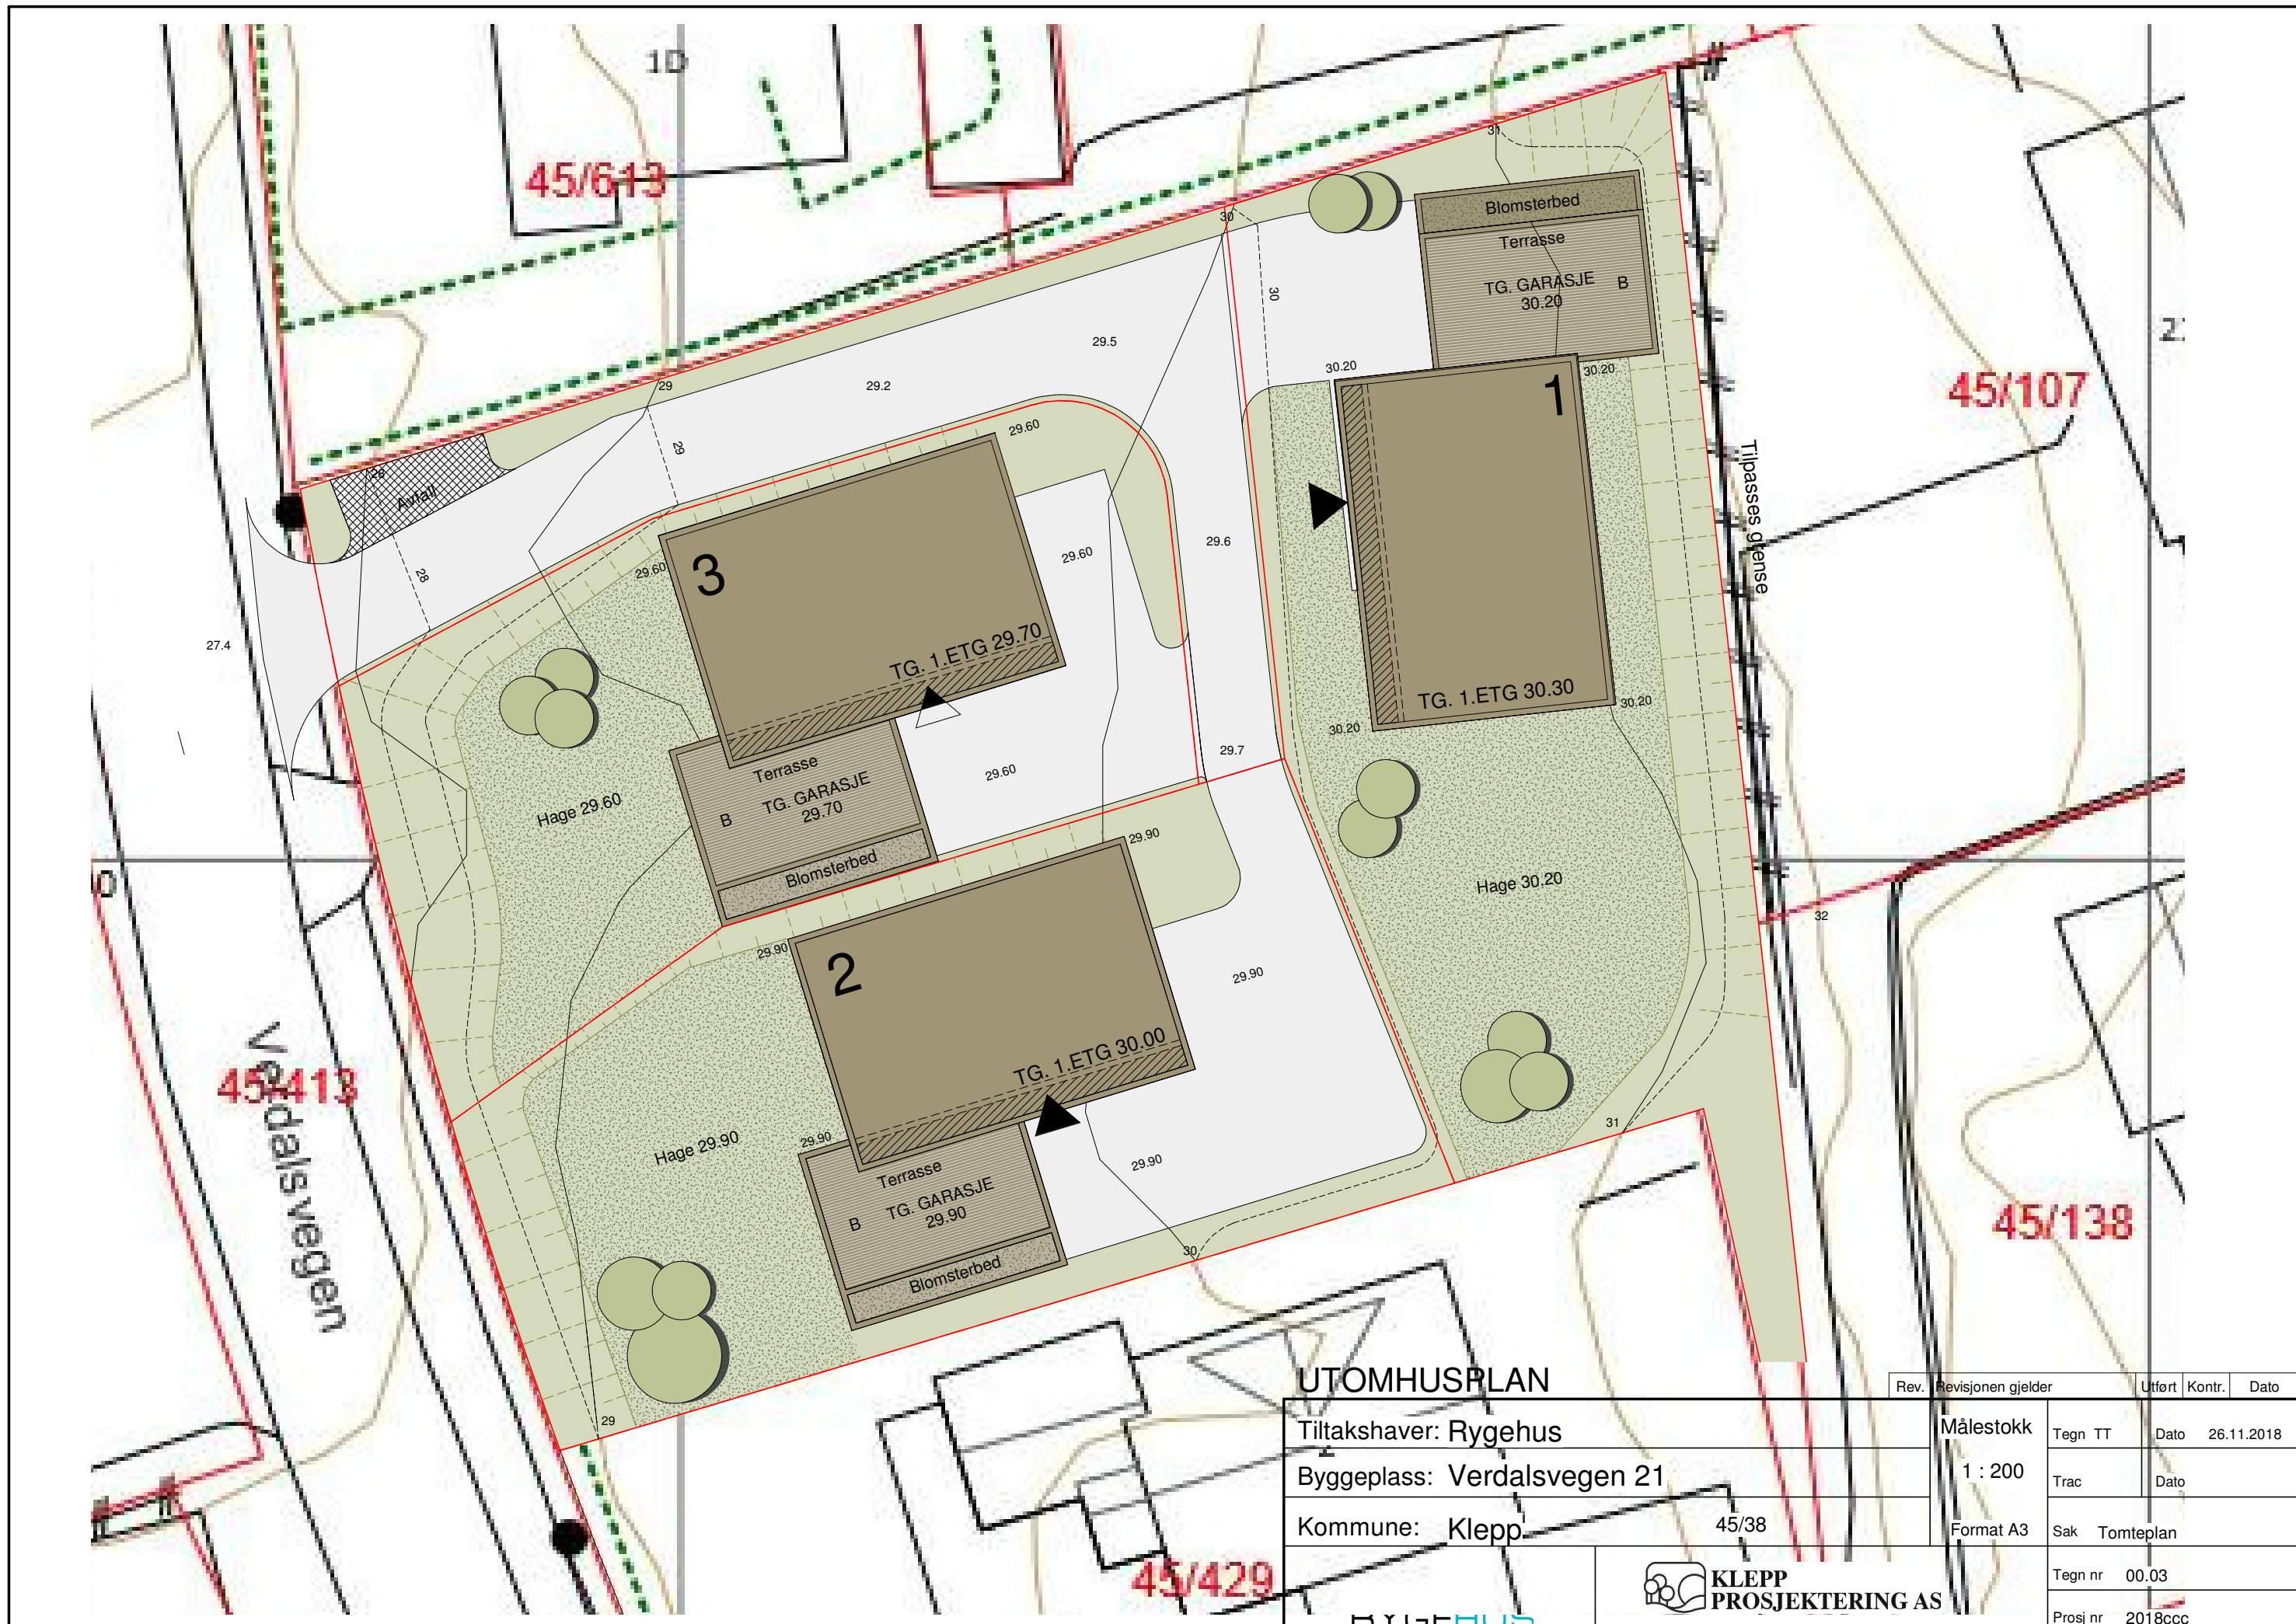 1D
45/613
31
Blomsterbed
Terrasse
TG. GARASJE
B
30.20
30
30
29.5
29
29.2
30.20
30.20
1
45/107
29.60
29
28
Avfall
Tilpasses grense
3
29.60
29.60
29.6
28
27.4
TG. 1.ETG 29.70
TG. 1.ETG 30.30
30.20
30.20
29.7
Terrasse
TG. GARASJE
29.70
B
Blomsterbed
29.60
Hage 29.60
29.90
Hage 30.20
32
2
29.90
29.90
TG. 1.ETG 30.00
45/413
Verdalsvegen
Hage 29.90
29.90
Terrasse
TG. GARASJE
29.90
B
Blomsterbed
29.90
31
30
45/138
29
UTOMHUSPLAN
Rev. Revisjonen gjelder Utført Kontr. Dato
Tiltakshaver: Rygehus
Målestokk
1 : 200
Tegn TT Dato 26.11.2018
Byggeplass: Verdalsvegen 21
Trac Dato
Kommune: Klepp 45/38
Format A3
Sak Tomteplan
45/429
KLEPP
PROSJEKTERING AS
Tegn nr 00.03
Prosj nr 2018ccc